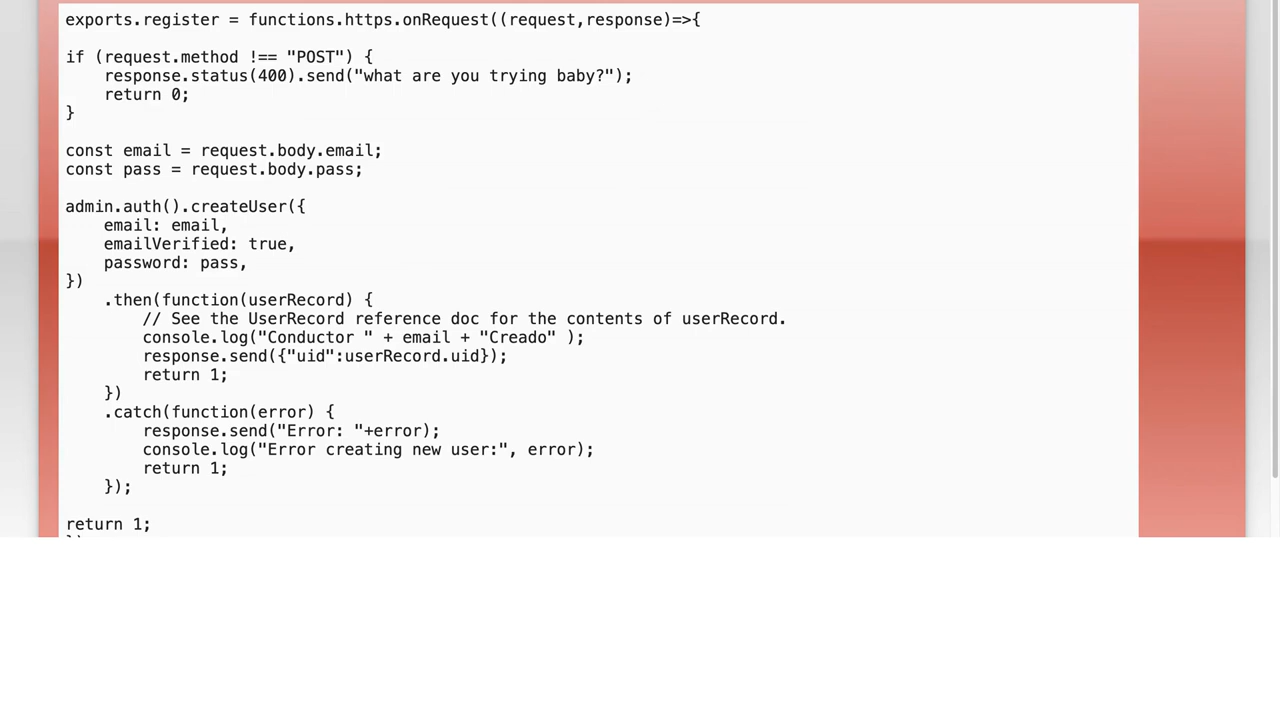 exports.register = functions.https.onRequest((request,response)=>{
if (request.method !== "POST") {
response.status(400).send("what are you trying baby?");
return 0;
}
const email = request.body.email;
const pass = request.body.pass;
admin.auth().createUser({
email: email,
emailVerified: true,
password: pass,
})
.then(function(userRecord) {
// See the UserRecord reference doc for the contents of userRecord.
console.log("Conductor " + email + "Creado" );
response.send({"uid":userRecord.uid});
return 1;
})
.catch(function(error) {
response.send("Error: "+error);
console.log("Error creating new user:", error);
return 1;
});
return 1;